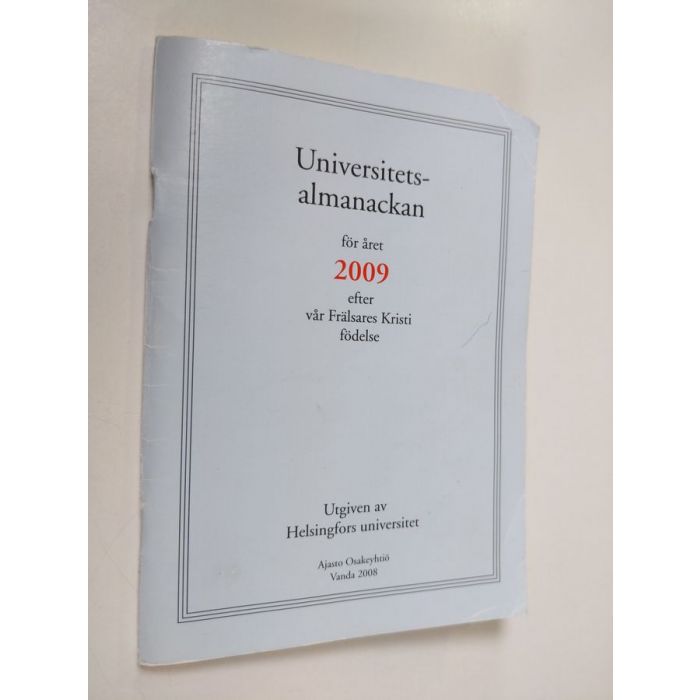 Universitets-
almanackan
för året
2009
efter
vår Frälsares Kristi
födelse
Utgiven av
Helsingfors universitet
Ajasto Osakeyhtiö
Vanda 2008